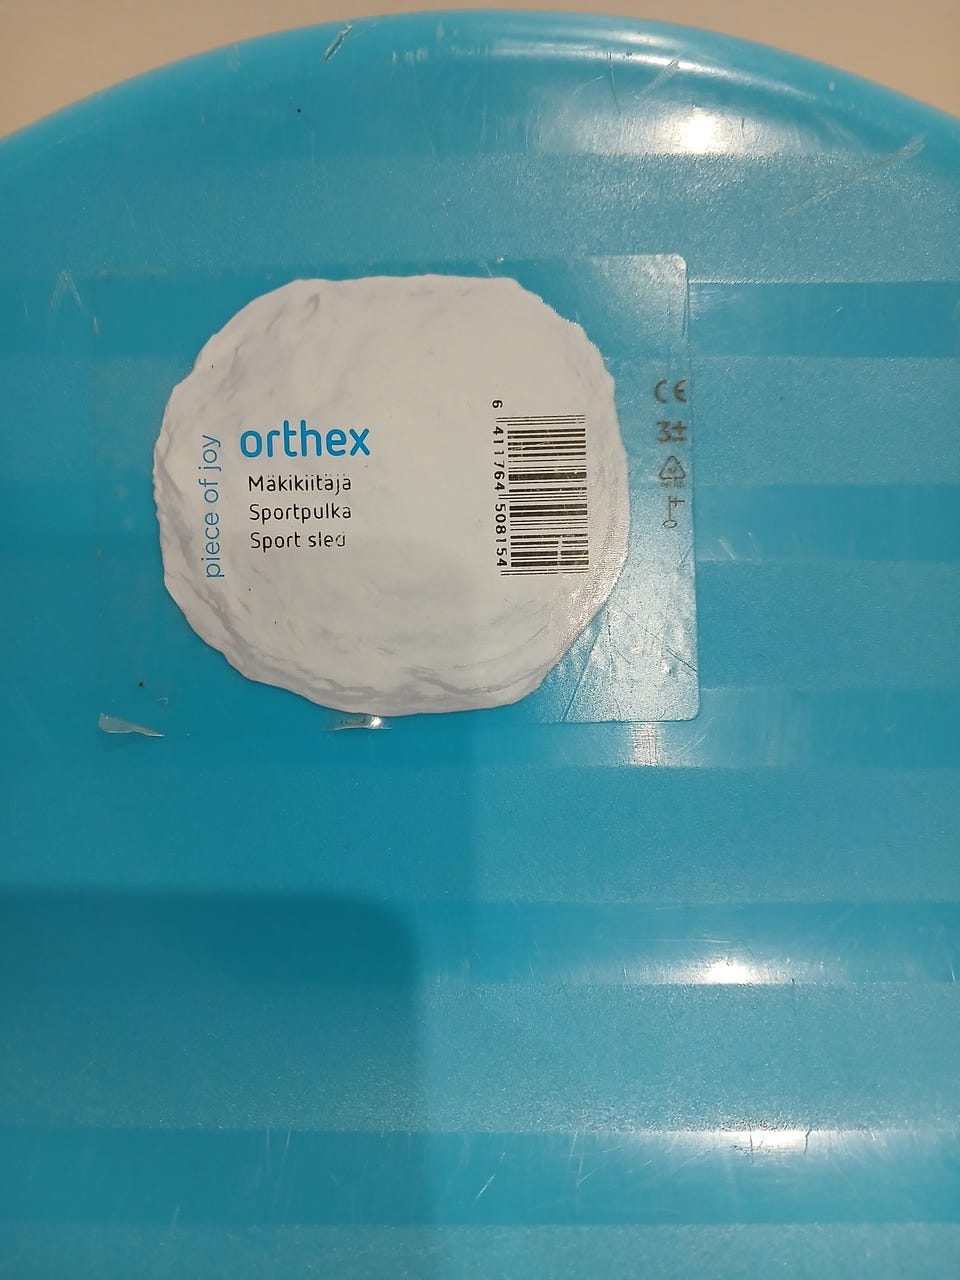 piece of joy
orthex
Mäkikiitäjä
Sportpulka
Sport sled
6 411764 508154
CE
3+